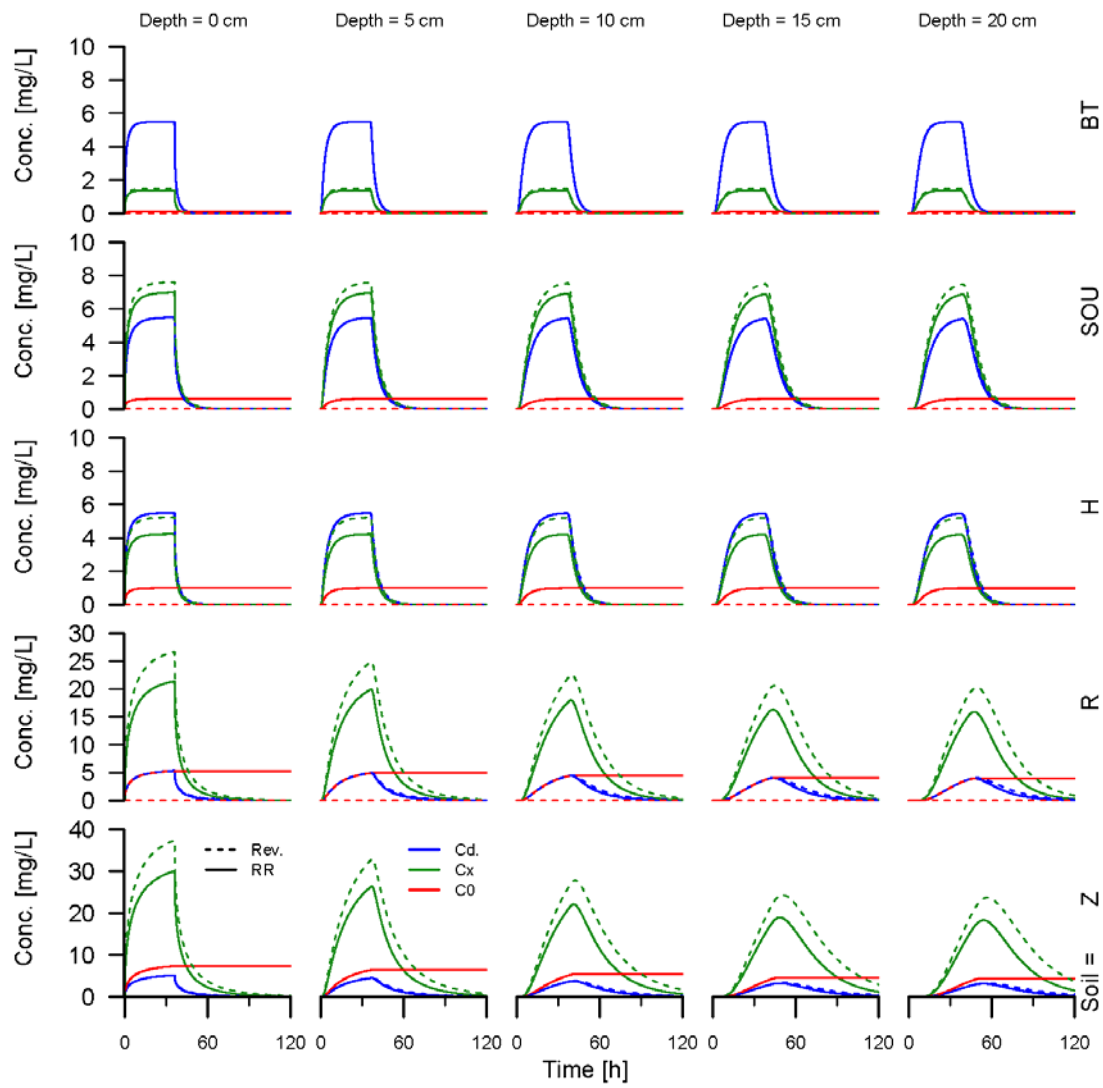 Depth = 0 cm Depth = 5 cm Depth = 10 cm Depth = 15 cm Depth = 20 cm
10
8
6
4
2
0
Conc. [mg/L]
BT
10
8
6
4
2
0
Conc. [mg/L]
SOU
10
8
6
4
2
0
Conc. [mg/L]
H
30
25
20
15
10
5
0
Conc. [mg/L]
R
40
30
20
10
0
Conc. [mg/L]
Rev.
RR
Cd.
Cx
C0
Soil = Z
0 60 120 0 60 120 0 60 120 0 60 120 0 60 120
Time [h]